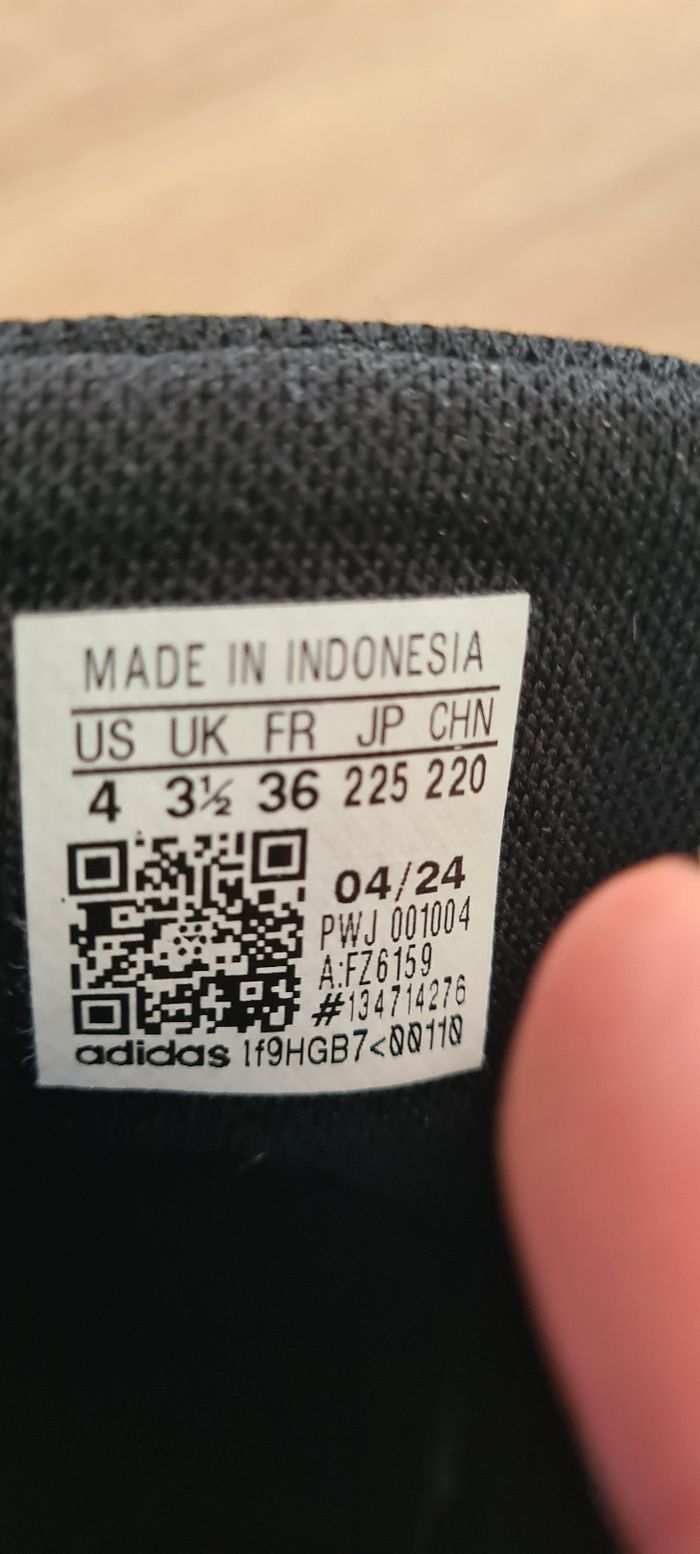 MADE IN INDONESIA
US UK FR JP CHN
4 3½ 36 225 220
04/24
PWJ 001004
A:FZ6159
#134714276
adidas 1f9HGB7<00110